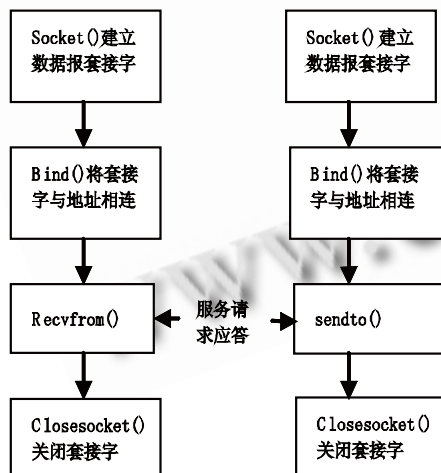 Socket()建立
数据报套接字
Socket()建立
数据报套接字
Bind()将套接
字与地址相连
Bind()将套接
字与地址相连
Recvfrom()
服务请
求应答
sendto()
Closesocket()
关闭套接字
Closesocket()
关闭套接字